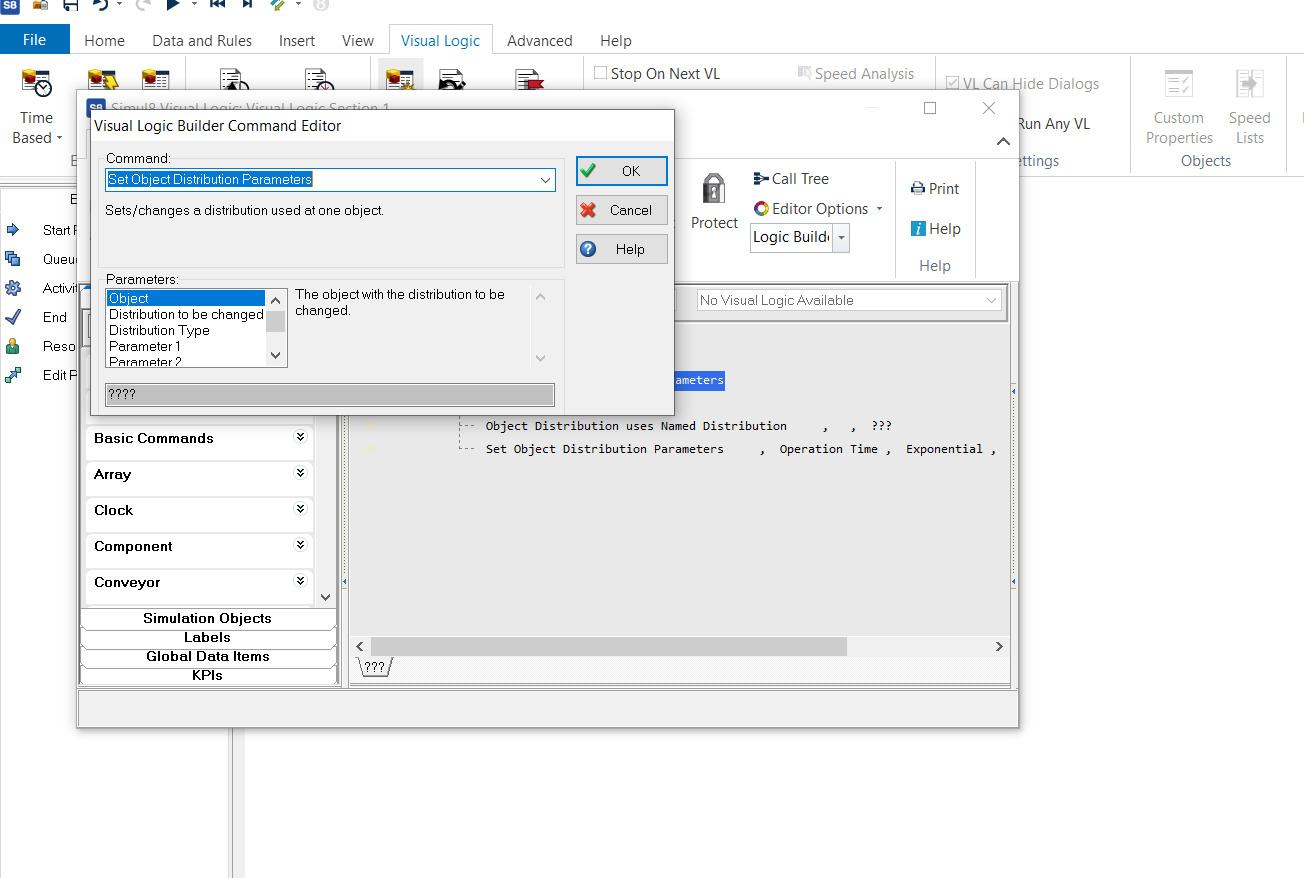 S8
8
File Home Data and Rules Insert View Visual Logic Advanced Help
Time
Based
Stop On Next VL
Speed Analysis
VL Can Hide Dialogs
Run Any VL
Custom
Properties
Speed
Lists
Objects
S8 Simul8 Visual Logic: Visual Logic Section 1
Visual Logic Builder Command Editor
Command:
Set Object Distribution Parameters
Sets/changes a distribution used at one object.
OK
Cancel
Help
Parameters:
Object
Distribution to be changed
Distribution Type
Parameter 1
Parameter 2
The object with the distribution to be
changed.
????
Protect
Call Tree
Editor Options
Logic Build
Print
Help
Help
No Visual Logic Available
Start
Queu
Activi
End
Reso
Edit P
ameters
Object Distribution uses Named Distribution , , ???
Set Object Distribution Parameters , Operation Time , Exponential ,
Basic Commands
Array
Clock
Component
Conveyor
Simulation Objects
Labels
Global Data Items
KPIs
???